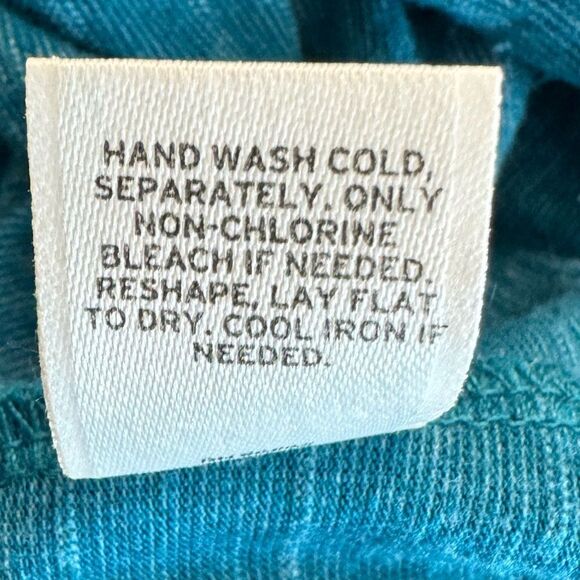 HAND WASH COLD,
SEPARATELY. ONLY
NON-CHLORINE
BLEACH IF NEEDED.
RESHAPE, LAY FLAT
TO DRY. COOL IRON IF
NEEDED.